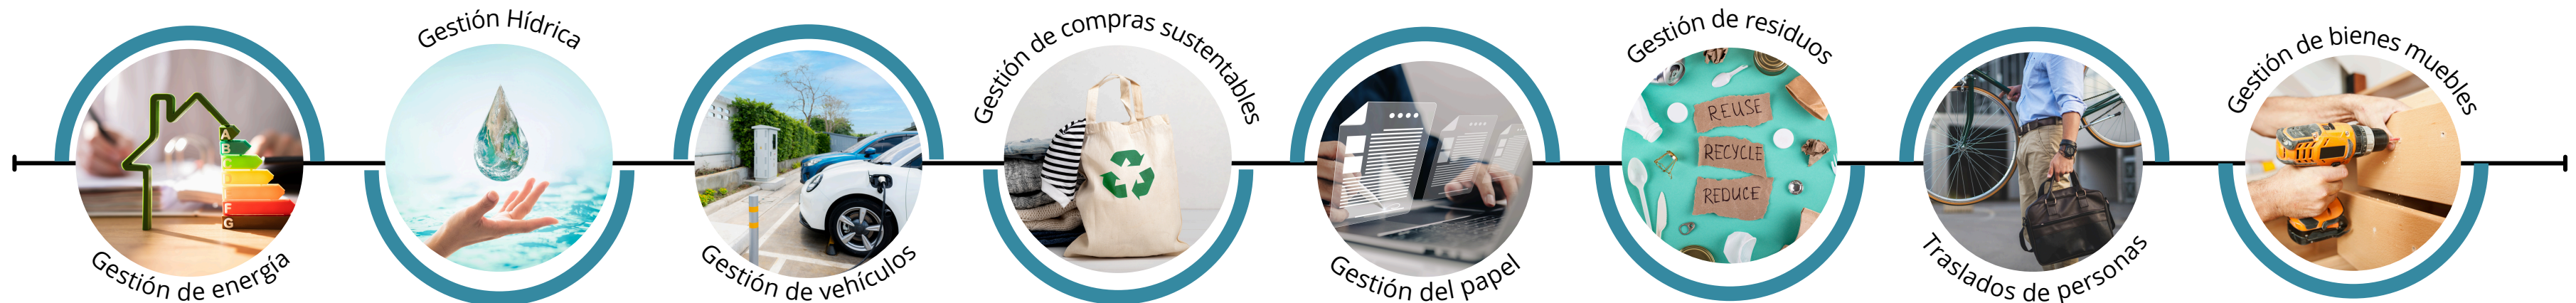 Gestión de energía
A
B
C
D
E
F
G
Gestión Hídrica
Gestión de vehículos
Gestión de compras sustentables
Gestión del papel
Gestión de residuos
REUSE
RECYCLE
REDUCE
Traslados de personas
Gestión de bienes muebles